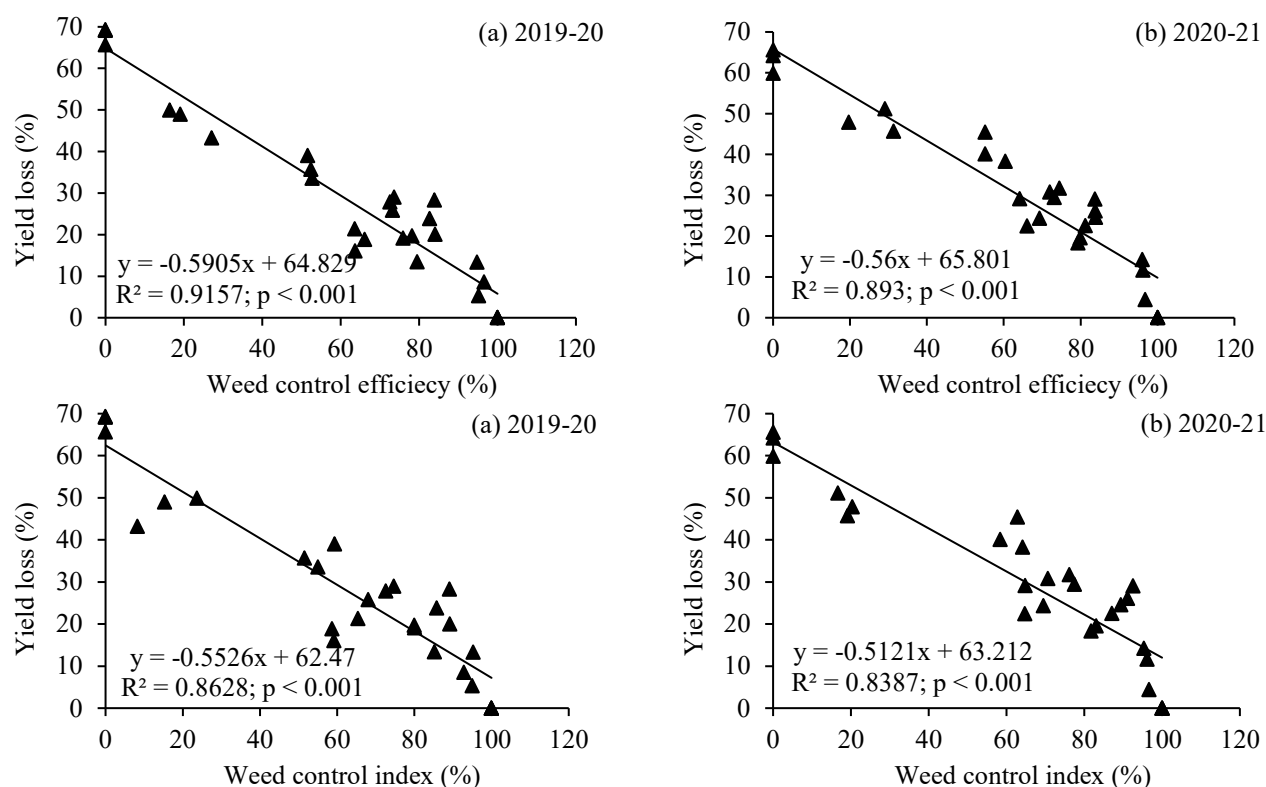 (a) 2019-20
Yield loss (%)
70
60
50
40
30
20
10
0
y = -0.5905x + 64.829
R² = 0.9157; p < 0.001
0 20 40 60 80 100 120
Weed control efficiecy (%)
(b) 2020-21
Yield loss (%)
70
60
50
40
30
20
10
0
y = -0.56x + 65.801
R² = 0.893; p < 0.001
0 20 40 60 80 100 120
Weed control efficiecy (%)
(a) 2019-20
Yield loss (%)
70
60
50
40
30
20
10
0
y = -0.5526x + 62.47
R² = 0.8628; p < 0.001
0 20 40 60 80 100 120
Weed control index (%)
(b) 2020-21
Yield loss (%)
70
60
50
40
30
20
10
0
y = -0.5121x + 63.212
R² = 0.8387; p < 0.001
0 20 40 60 80 100 120
Weed control index (%)